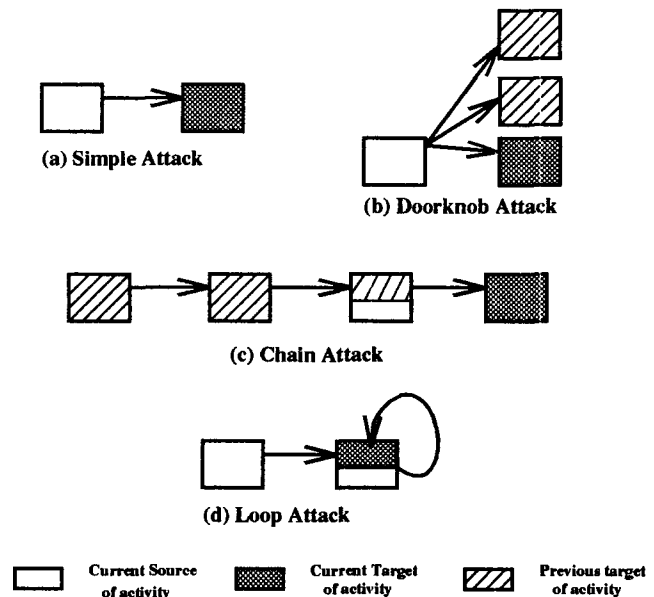 (a) Simple Attack
(b) Doorknob Attack
(c) Chain Attack
(d) Loop Attack
Current Source
of activity
Current Target
of activity
Previous target
of activity